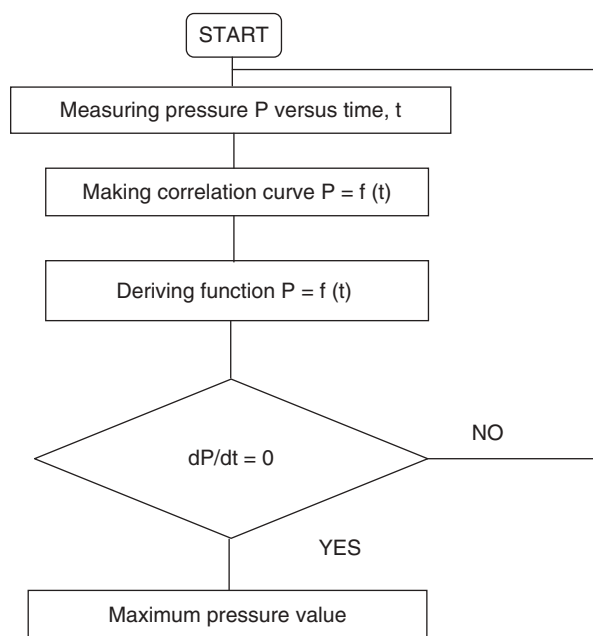 START
Measuring pressure P versus time, t
Making correlation curve P = f (t)
Deriving function P = f (t)
dP/dt = 0
NO
YES
Maximum pressure value